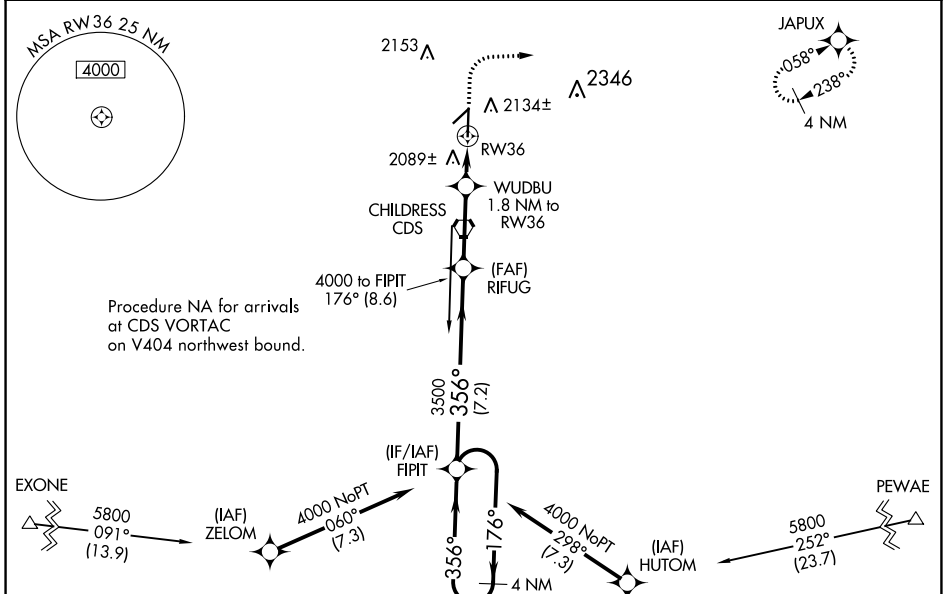 MSA RW36 25 NM
4000
2153
2346
2134±
RW36
2089±
WUDBU
1.8 NM to
RW36
CHILDRESS
CDS
(FAF)
RIFUG
4000 to FIPIT
176° (8.6)
JAPUX
058°
238°
4 NM
Procedure NA for arrivals
at CDS VORTAC
on V404 northwest bound.
3500
356°
(7.2)
(IF/IAF)
FIPIT
EXONE
5800
091°
(13.9)
(IAF)
ZELOM
4000 NoPT
060°
(7.3)
356°
176°
4 NM
4000 NoPT
298°
(7.3)
(IAF)
HUTOM
PEWAE
5800
252°
(23.7)